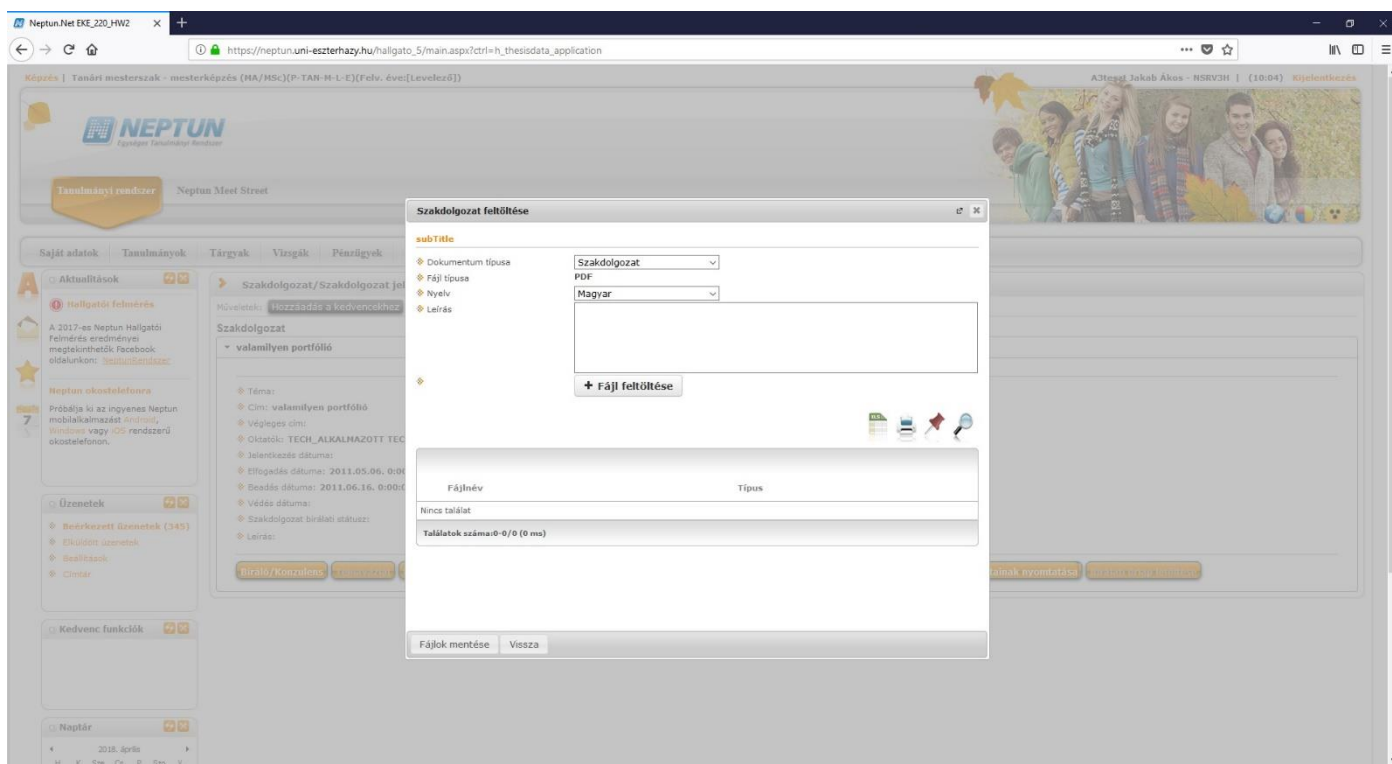 Neptun.Net EKE_220_HW2
https://neptun.uni-eszterhazy.hu/hallgato_5/main.aspx?ctrl=h_thesisdata_application
Képzés | Tanári mesterszak - mesterképzés (MA/MSc)(P-TAN-M-L-E)(Felv. éve:[Levelező])
A3teszt Jakab Ákos - NSRV3H | (10:04) Kijelentkezés
NEPTUN
Egységes Tanulmányi Rendszer
Tanulmányi rendszer Neptun Meet Street
Saját adatok Tanulmányok Tárgyak Vizsgák Pénzügyek
Aktualitások
Hallgatói felmérés
A 2017-es Neptun Hallgatói
Felmérés eredményei
megtekinthetők Facebook
oldalunkon: NeptunRendszer
Neptun okostelefonra
Próbálja ki az ingyenes Neptun
mobilalkalmazást Android,
Windows vagy iOS rendszerű
okostelefonon.
7
Üzenetek
Beérkezett üzenetek (345)
Elküldött üzenetek
Beállítások
Címtár
Kedvenc funkciók
Naptár
2018. április
H K Sze Cs P Szo V
Szakdolgozat/Szakdolgozat jel
Műveletek: Hozzáadás a kedvencekhez
Szakdolgozat
valamilyen portfólió
Téma:
Cím: valamilyen portfólió
Végleges cím:
Oktatók: TECH_ALKALMAZOTT TEC
Jelentkezés dátuma:
Elfogadás dátuma: 2011.05.06. 0:00
Beadás dátuma: 2011.06.16. 0:00:0
Védés dátuma:
Szakdolgozat bírálati státusz:
Leírás:
Bíráló/Konzulens
tainak nyomtatása
Szakdolgozat feltöltése
subTitle
Dokumentum típusa Szakdolgozat
Fájl típusa PDF
Nyelv Magyar
Leírás
+ Fájl feltöltése
Fájlnév Típus
Nincs találat
Találatok száma:0-0/0 (0 ms)
Fájlok mentése Vissza